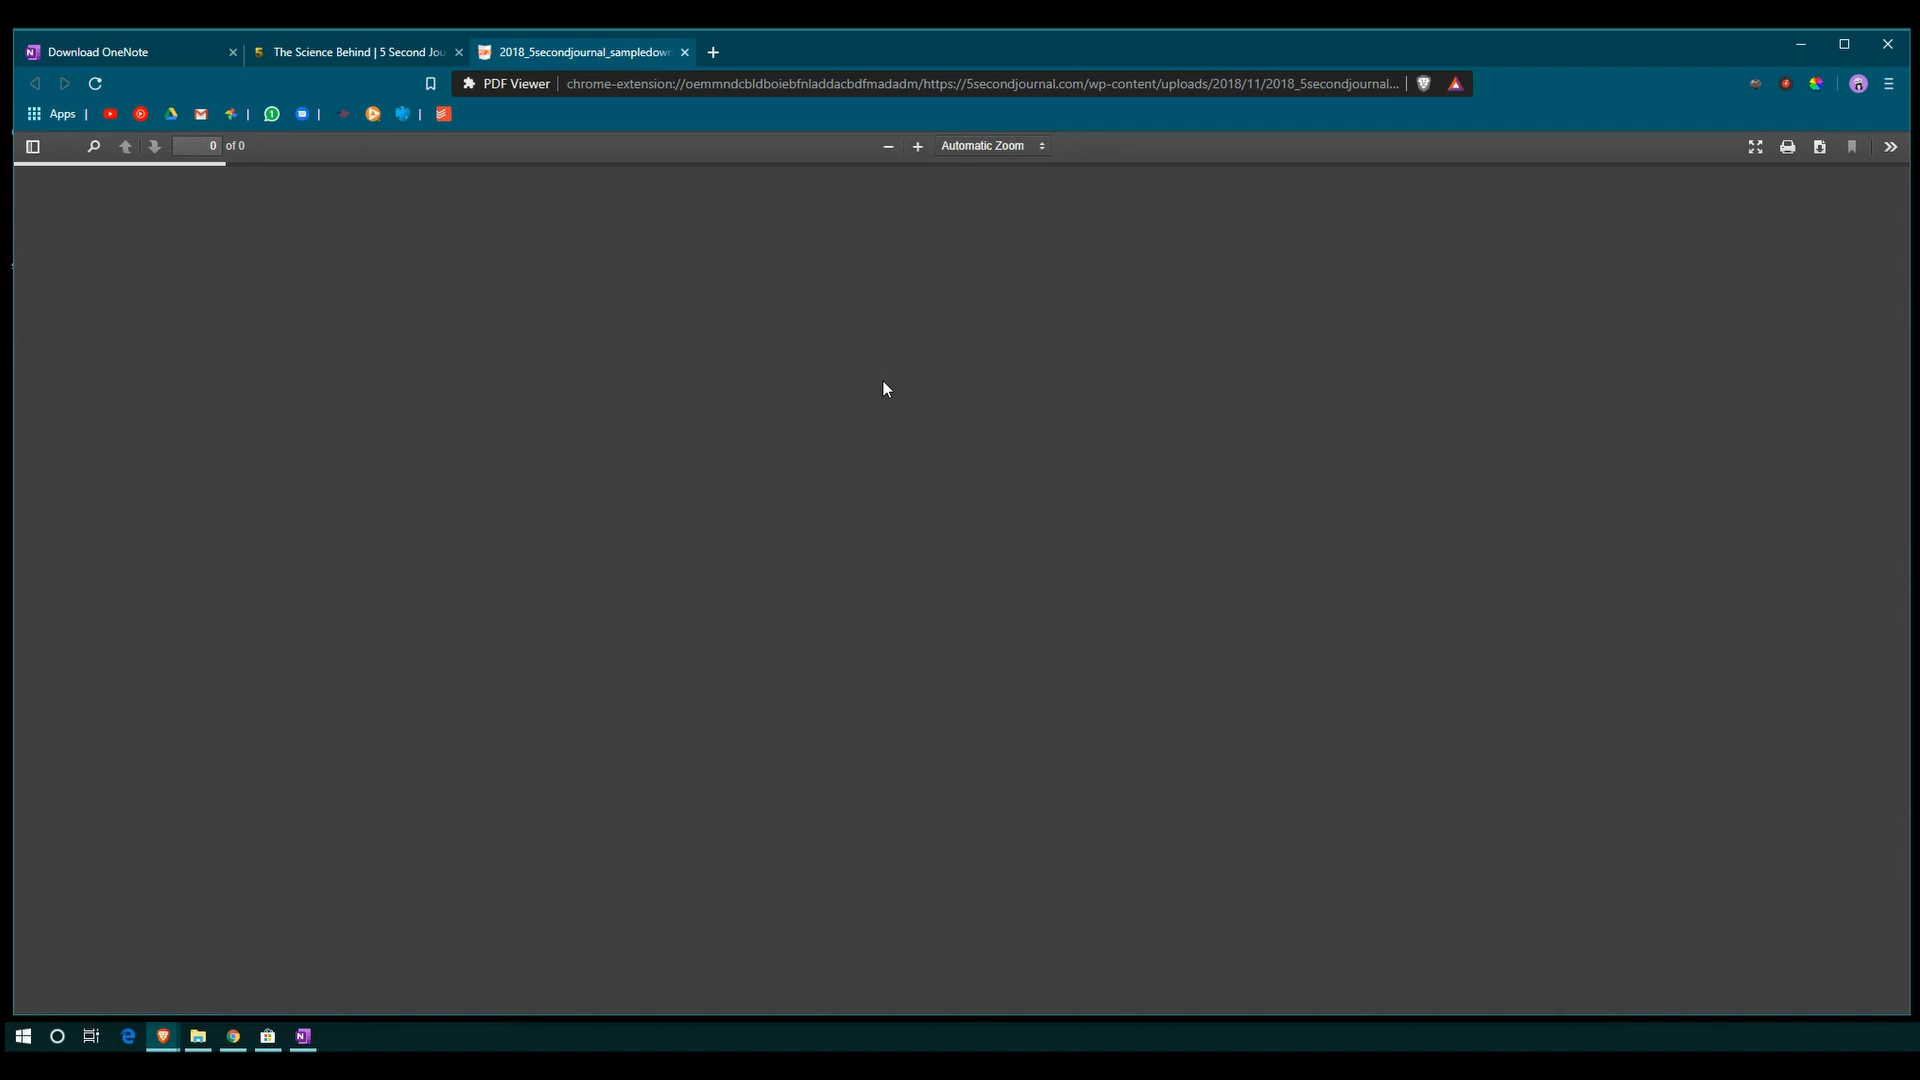 Download OneNote
The Science Behind | 5 Second Jou
2018_5secondjournal_sampledow
PDF Viewer
chrome-extension://oemmndcbldboiebfnladdacbdfmadadm/https://5secondjournal.com/wp-content/uploads/2018/11/2018_5secondjournal...
Apps
0 of 0
Automatic Zoom